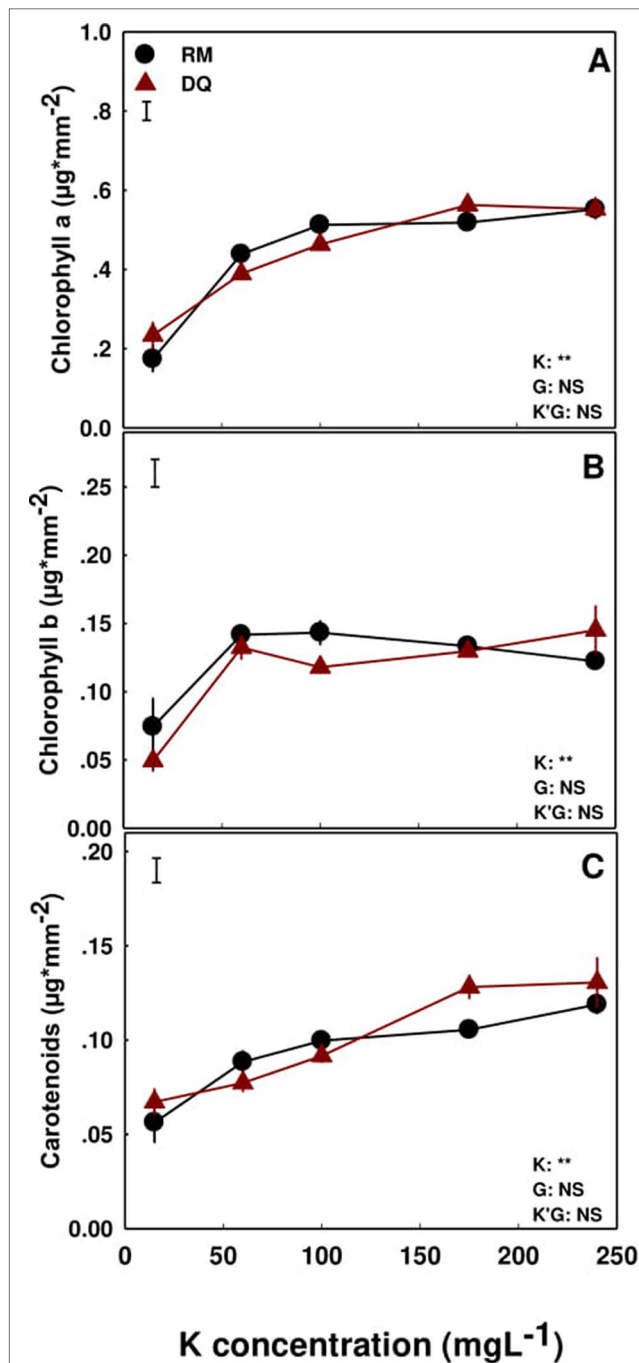 1.0
RM
A
DQ
.8
.6
.4
.2
0.0
Chlorophyll a (µg*mm-2)
K: **
G: NS
K'G: NS
B
.25
.20
.15
.10
.05
0.00
Chlorophyll b (µg*mm-2)
K: **
G: NS
K'G: NS
C
.20
.15
.10
.05
0.00
Carotenoids (µg*mm-2)
K: **
G: NS
K'G: NS
0 50 100 150 200 250
K concentration (mgL-1)